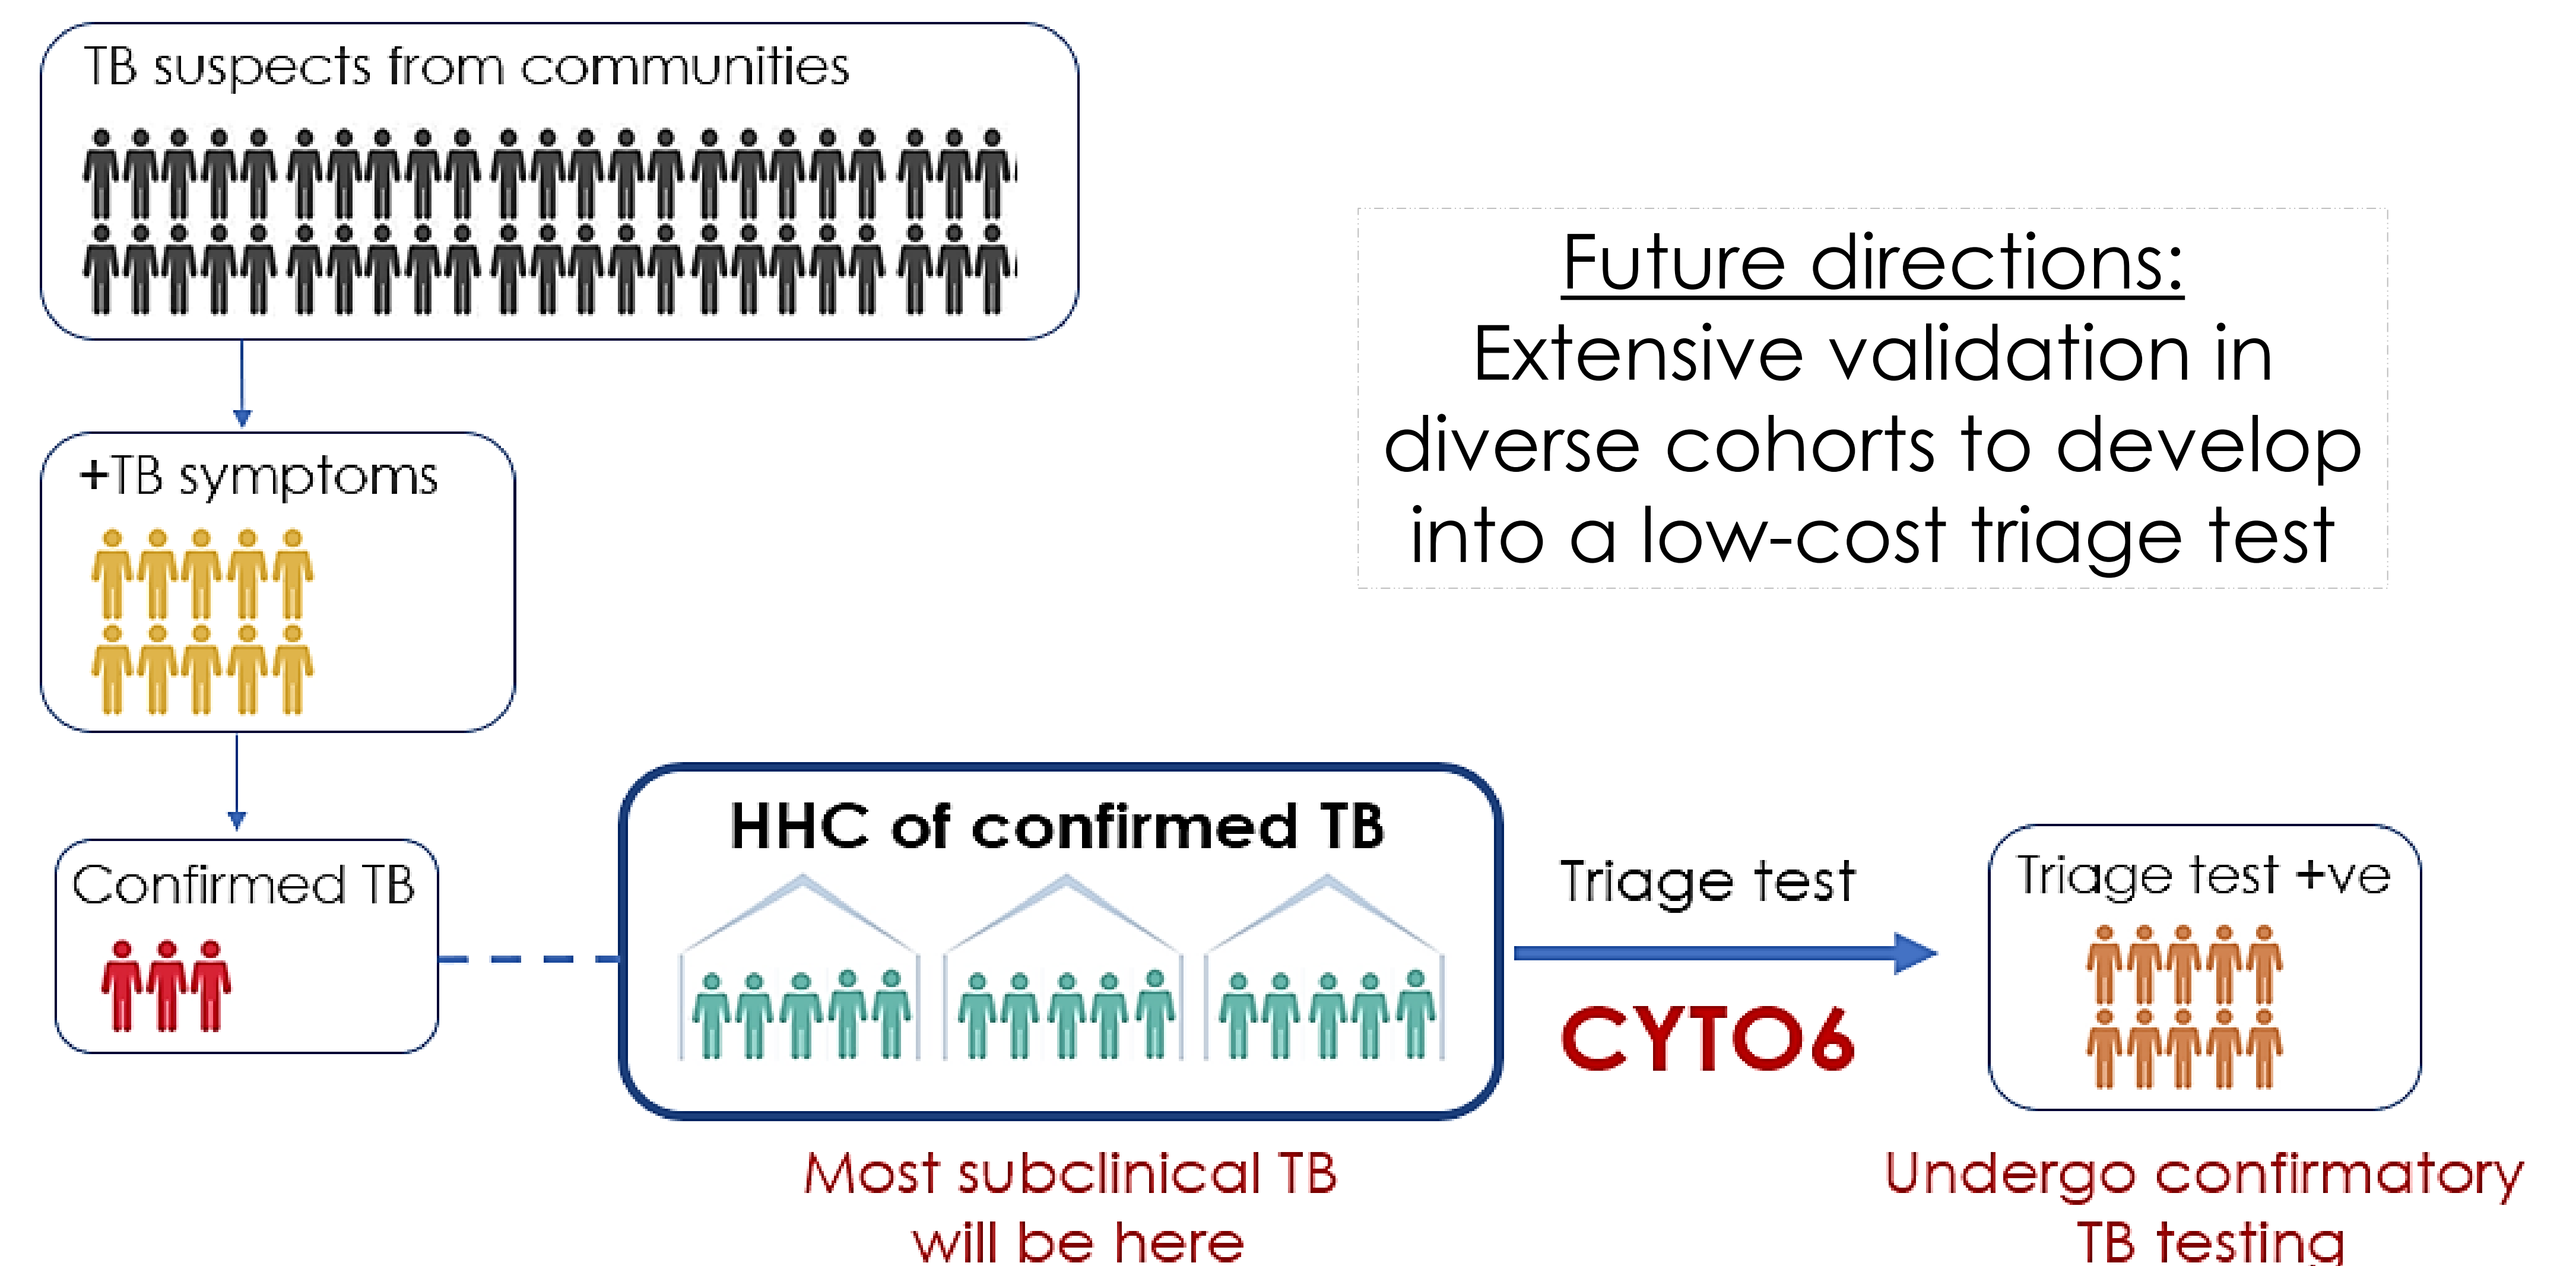 TB suspects from communities
Future directions:
Extensive validation in
diverse cohorts to develop
into a low-cost triage test
+TB symptoms
Confirmed TB
HHC of confirmed TB
Triage test
CYTO6
Triage test +ve
Most subclinical TB
will be here
Undergo confirmatory
TB testing